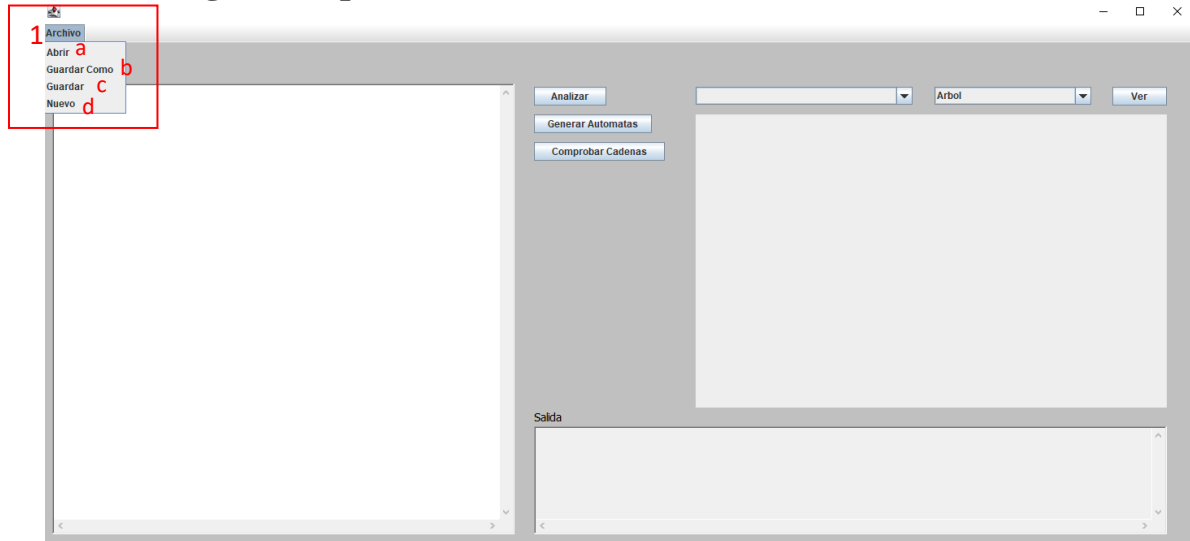 1 Archivo
Abrir a
Guardar Como b
Guardar c
Nuevo d
Analizar Arbol Ver
Generar Automatas
Comprobar Cadenas
Salida